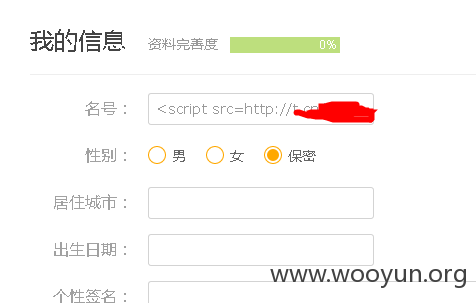 我的信息 资料完善度 0%
名号： <script src=http://t.cn
性别： 男 女 保密
居住城市：
出生日期：
www.wooyun.org
个性签名：